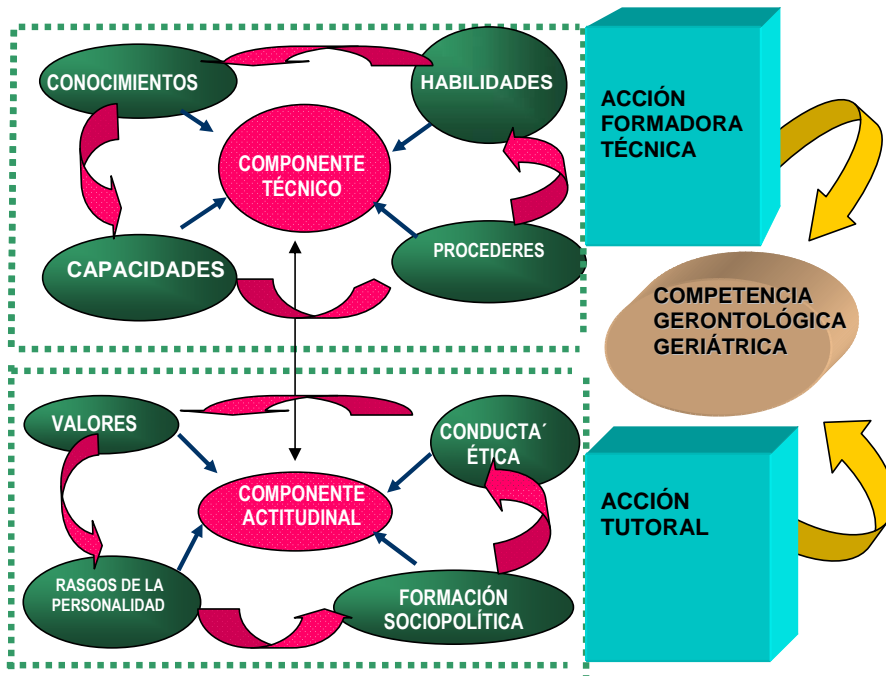 CONOCIMIENTOS
HABILIDADES
COMPONENTE
TÉCNICO
CAPACIDADES
PROCEDERES
ACCIÓN
FORMADORA
TÉCNICA
COMPETENCIA
GERONTOLÓGICA
GERIÁTRICA
VALORES
CONDUCTA´
ÉTICA
COMPONENTE
ACTITUDINAL
RASGOS DE LA
PERSONALIDAD
FORMACIÓN
SOCIOPOLÍTICA
ACCIÓN
TUTORAL